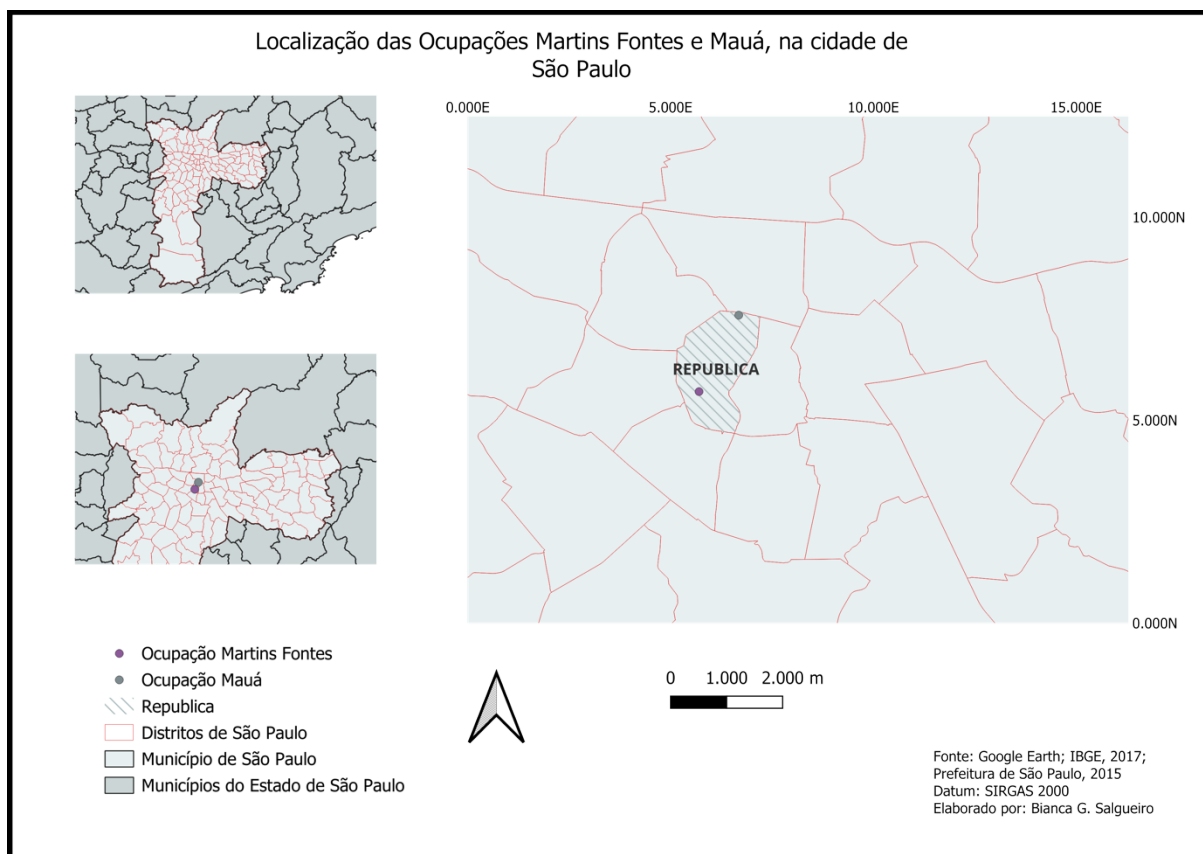 Localização das Ocupações Martins Fontes e Mauá, na cidade de
São Paulo
0.000E 5.000E 10.000E 15.000E
10.000N
REPUBLICA
5.000N
0.000N
Ocupação Martins Fontes
Ocupação Mauá
Republica
Distritos de São Paulo
Município de São Paulo
Municípios do Estado de São Paulo
0 1.000 2.000 m
Fonte: Google Earth; IBGE, 2017;
Prefeitura de São Paulo, 2015
Datum: SIRGAS 2000
Elaborado por: Bianca G. Salgueiro